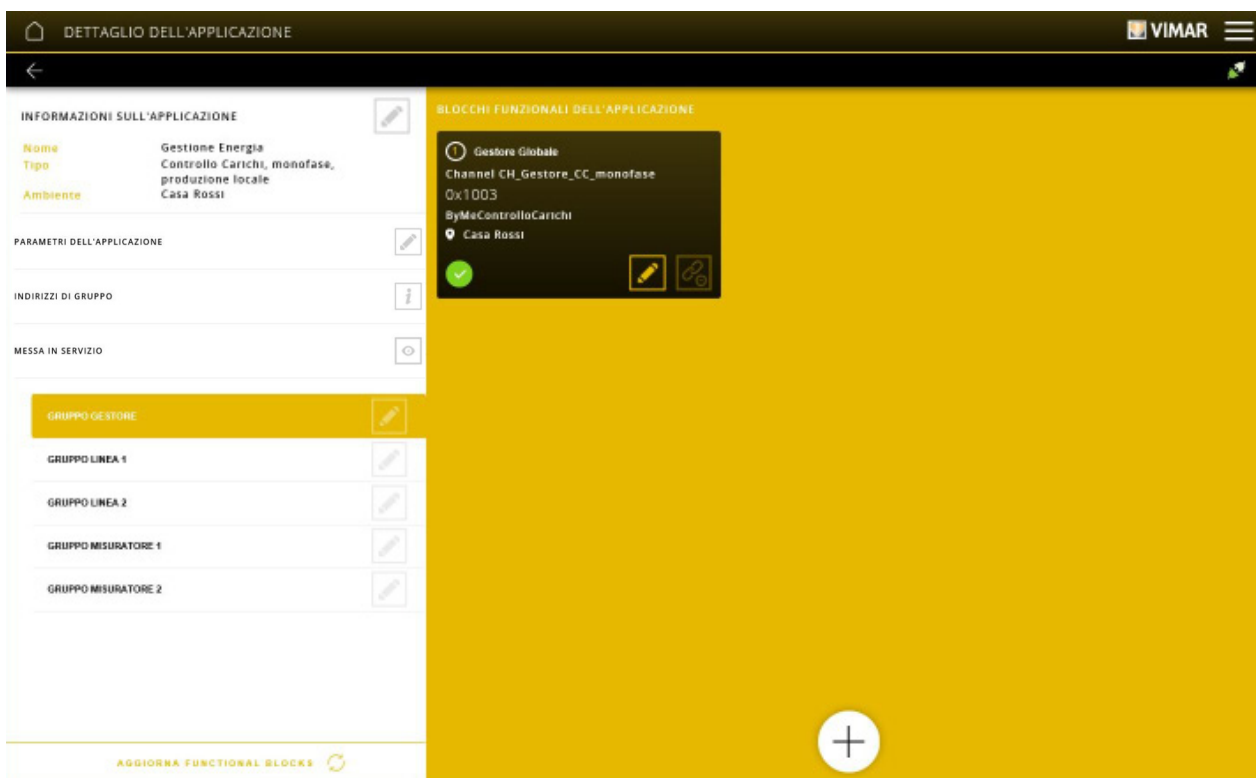 DETTAGLIO DELL'APPLICAZIONE
VIMAR
INFORMAZIONI SULL'APPLICAZIONE
Nome Gestione Energia
Tipo Controllo Carichi, monofase,
produzione locale
Ambiente Casa Rossi
PARAMETRI DELL'APPLICAZIONE
INDIRIZZI DI GRUPPO
i
MESSA IN SERVIZIO
GRUPPO GESTORE
GRUPPO LINEA 1
GRUPPO LINEA 2
GRUPPO MISURATORE 1
GRUPPO MISURATORE 2
AGGIORNA FUNCTIONAL BLOCKS
BLOCCHI FUNZIONALI DELL'APPLICAZIONE
1 Gestore Globale
Channel CH_Gestore_CC_monofase
0x1003
ByMeControlloCarichi
Casa Rossi